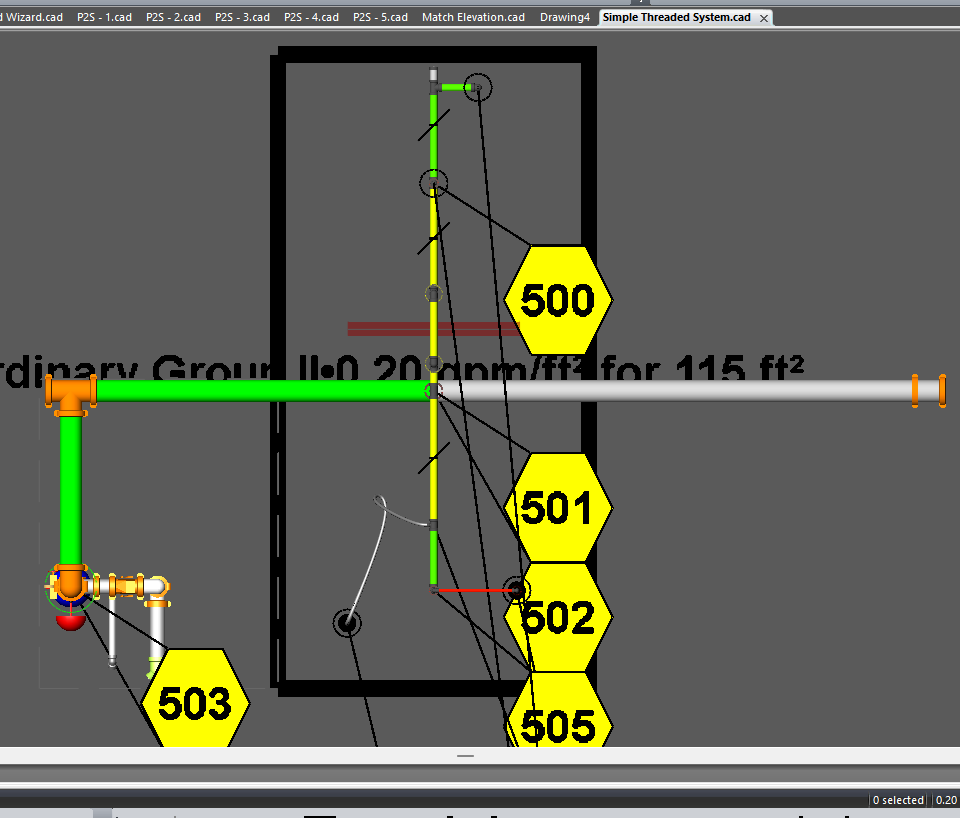 d Wizard.cad P2S - 1.cad P2S - 2.cad P2S - 3.cad P2S - 4.cad P2S - 5.cad Match Elevation.cad Drawing4 Simple Threaded System.cad
500
rdinary Group II•0.20 gpm/ft² for 115 ft²
501
502
503
505
0 selected 0.20